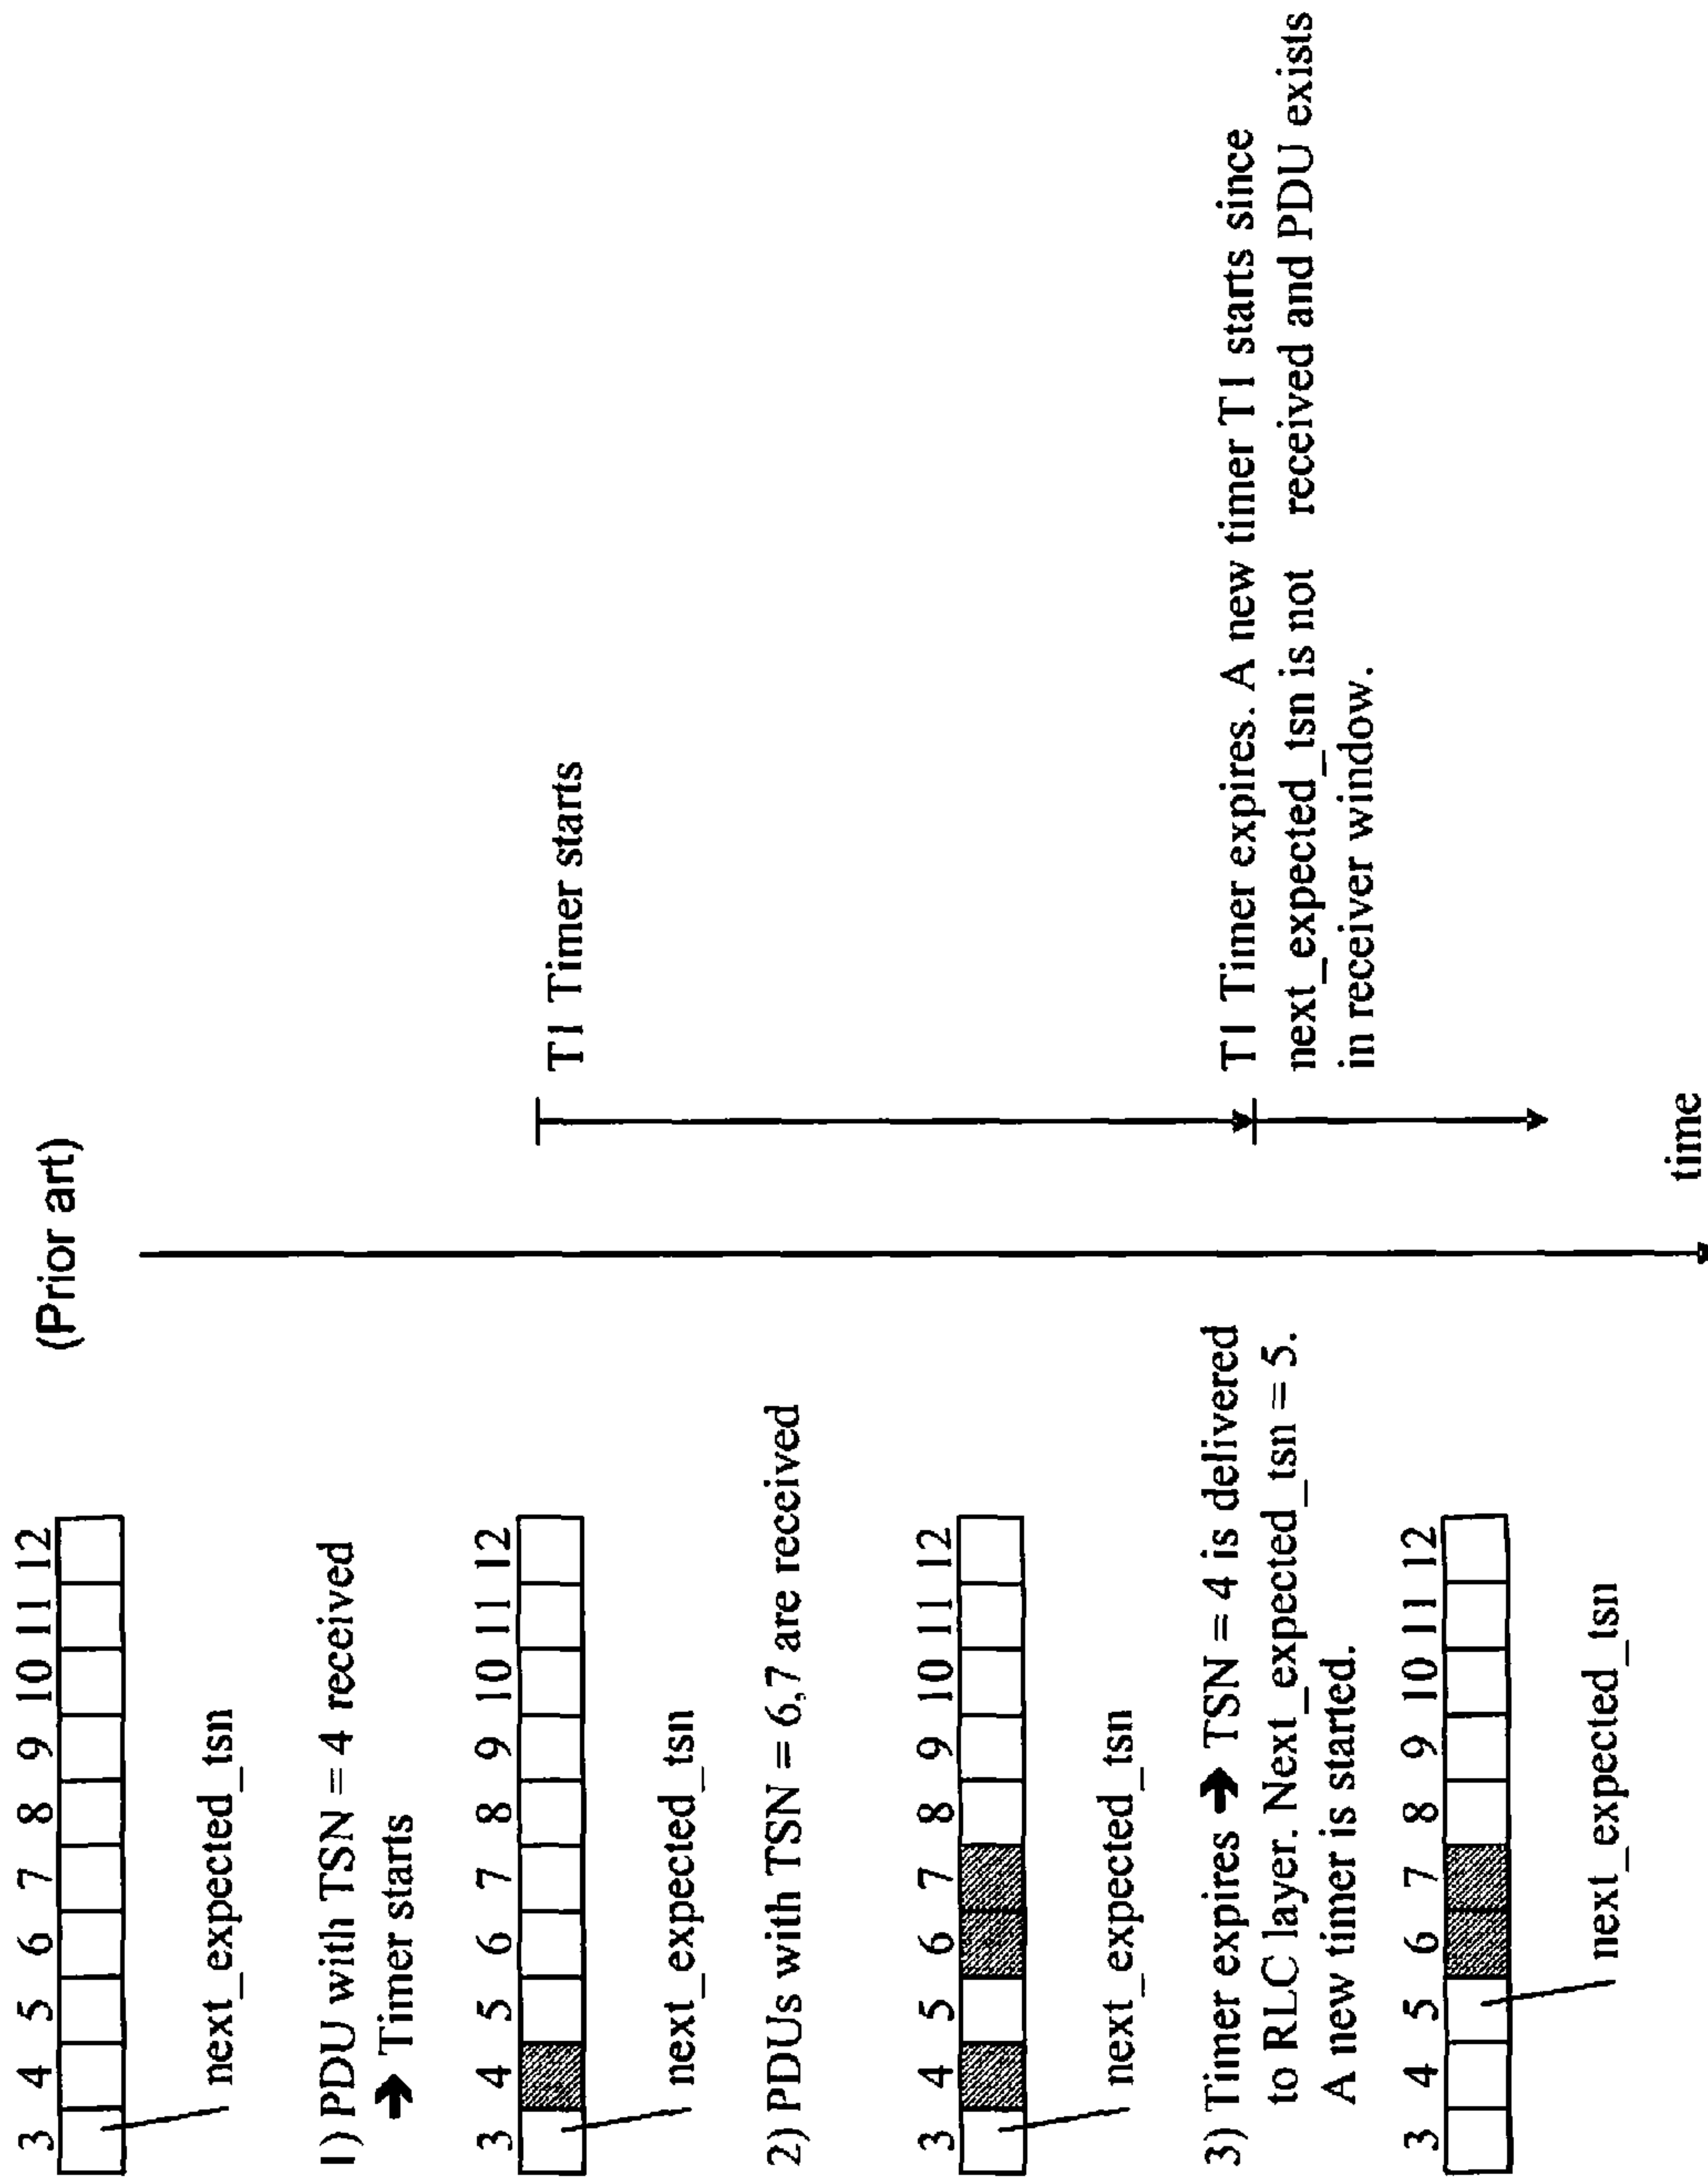 (Prior art)
3 4 5 6 7 8 9 10 11 12
next_expected_tsn
1) PDU with TSN = 4 received
➔ Timer starts
3 4 5 6 7 8 9 10 11 12
next_expected_tsn
T1 Timer starts
2) PDUs with TSN = 6,7 are received
3 4 5 6 7 8 9 10 11 12
next_expected_tsn
3) Timer expires ➔ TSN = 4 is delivered
to RLC layer. Next_expected_tsn = 5.
A new timer is started.
3 4 5 6 7 8 9 10 11 12
next_expected_tsn
T1 Timer expires. A new timer T1 starts since
next_expected_tsn is not received and PDU exists
in receiver window.
time